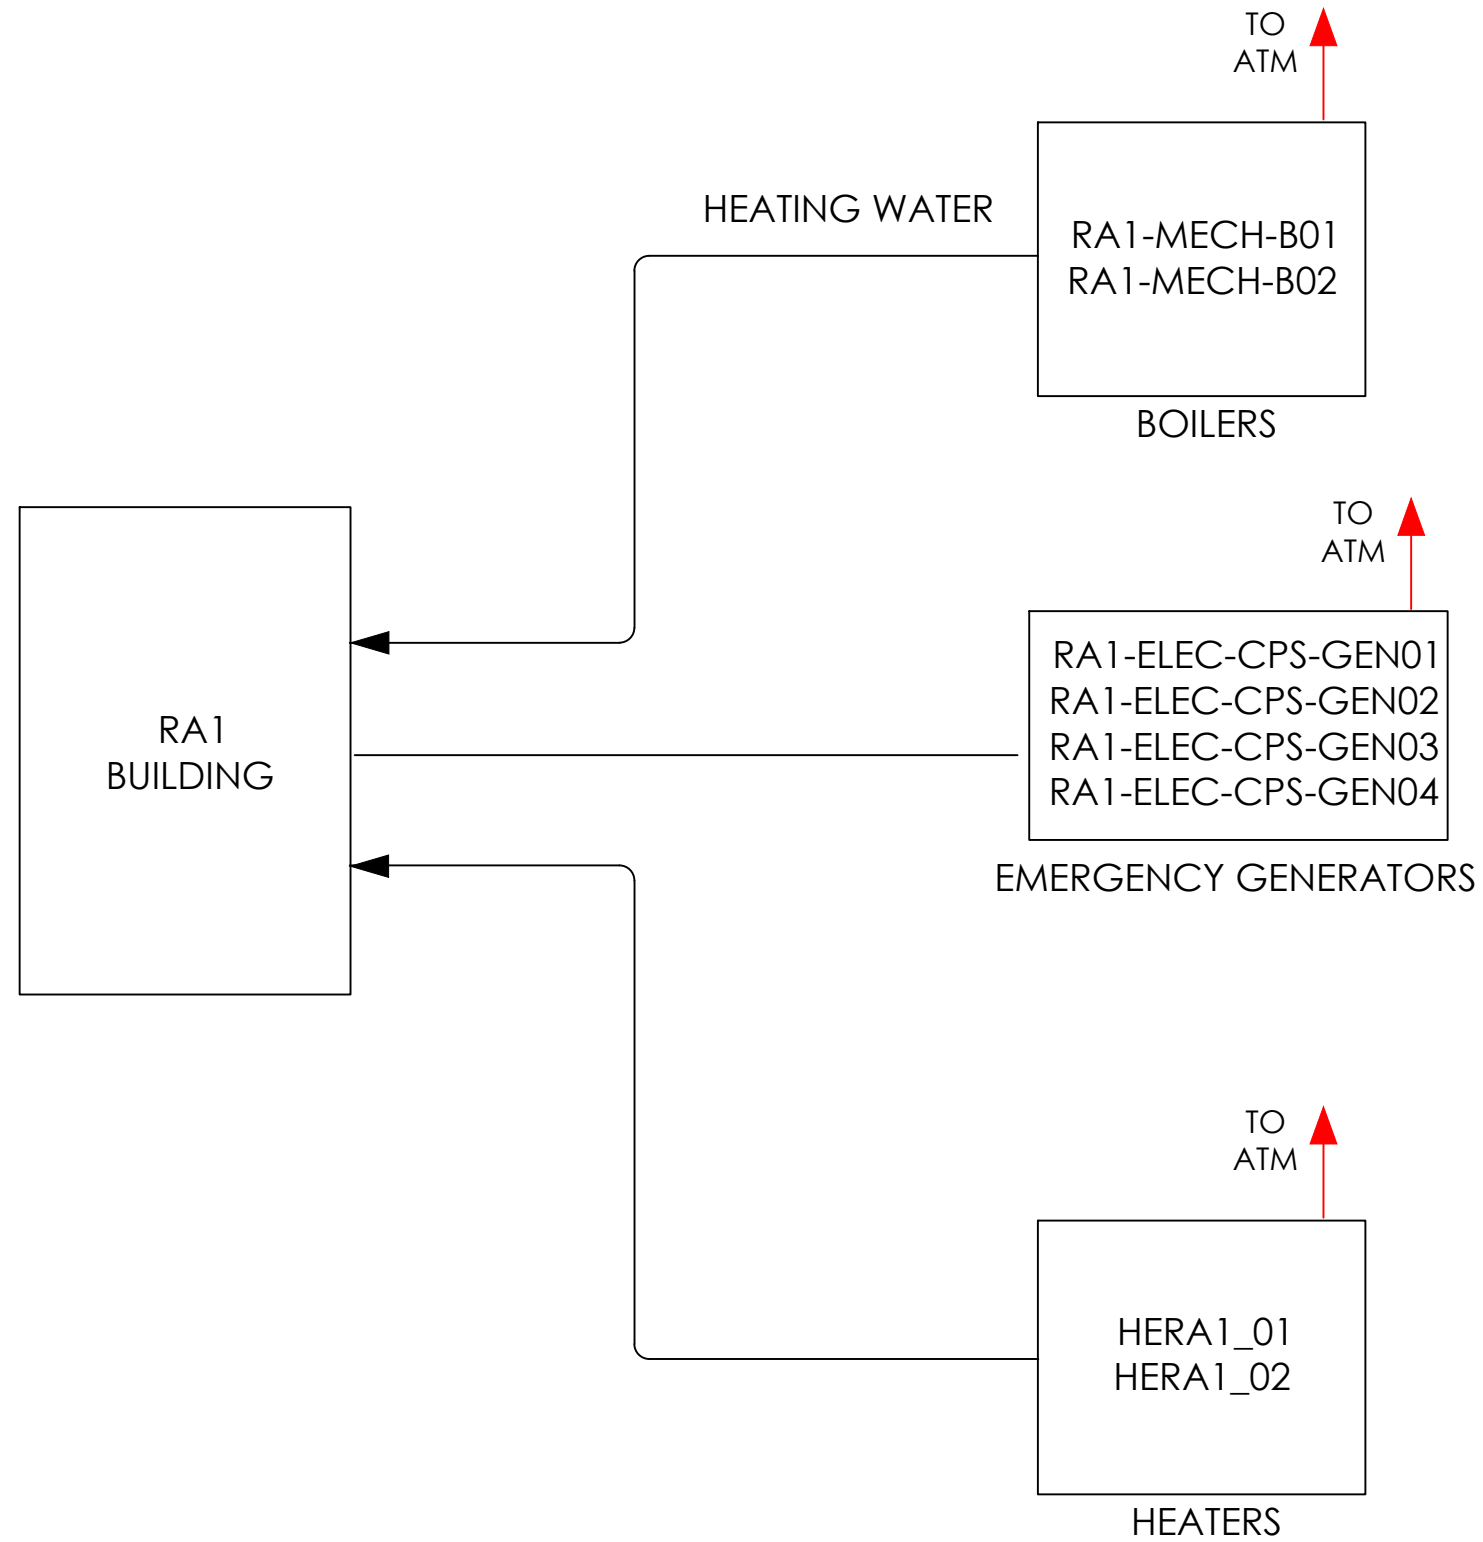 TO
ATM
HEATING WATER
RA1-MECH-B01
RA1-MECH-B02
BOILERS
TO
ATM
RA1-ELEC-CPS-GEN01
RA1-ELEC-CPS-GEN02
RA1-ELEC-CPS-GEN03
RA1-ELEC-CPS-GEN04
EMERGENCY GENERATORS
RA1
BUILDING
TO
ATM
HERA1_01
HERA1_02
HEATERS